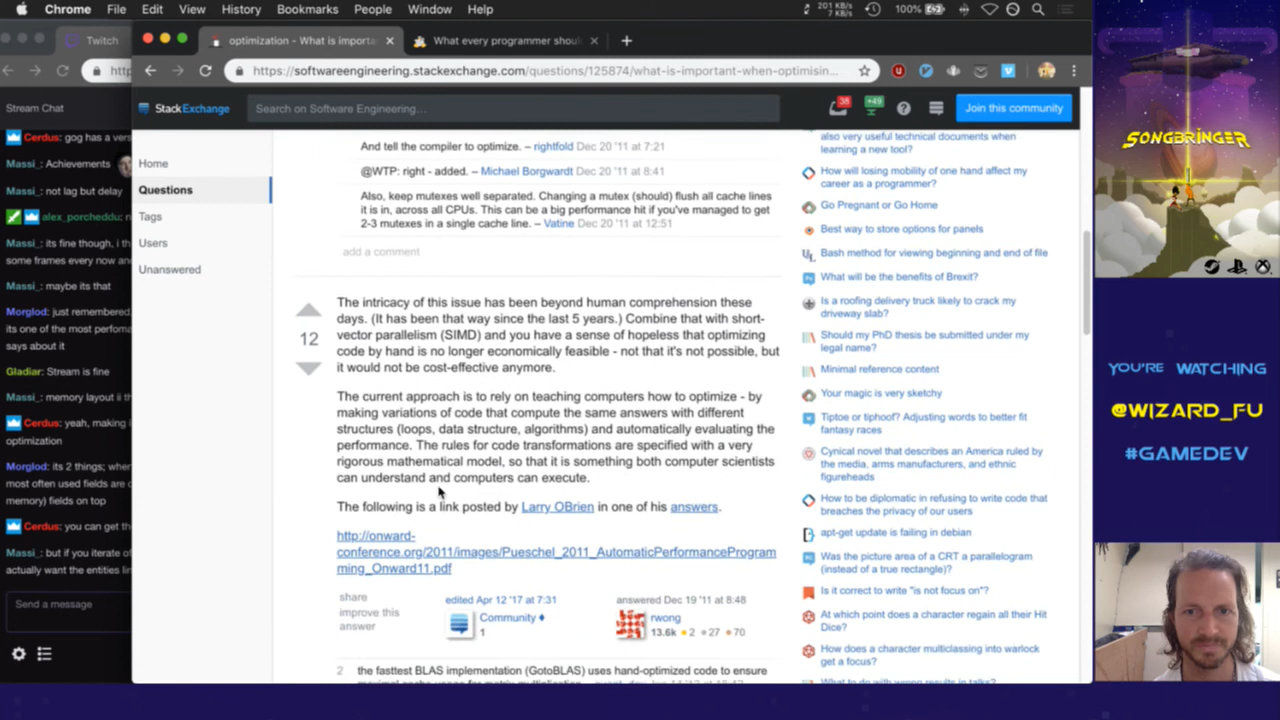 Chrome File Edit View History Bookmarks People Window Help
201 KB/s
7 KB/s
100%
Twitch
optimization - What is importa
What every programmer shou
https://softwareengineering.stackexchange.com/questions/125874/what-is-important-when-optimisin...
StackExchange
Search on Software Engineering...
38
+49
Join this community
Stream Chat
Cerdus: gog has a vers
Massi_: Achievements
Massi_: not lag but delay
alex_porcheddu: n
Massi_: its fine though, i th
some frames every now an
Massi_: maybe its that
Morglod: just remembered
its one of the most perfoma
says about it
Gladiar: Stream is fine
Massi_: memory layout ii th
Cerdus: yeah, making
optimization
Morglod: its 2 things; when
most often used fields are c
memory) fields on top
Cerdus: you can get th
Massi_: but if you iterate of
actually want the entities lin
Send a message
Home
Questions
Tags
Users
Unanswered
And tell the compiler to optimize. – rightfold Dec 20 '11 at 7:21
@WTP: right - added. – Michael Borgwardt Dec 20 '11 at 8:41
Also, keep mutexes well separated. Changing a mutex (should) flush all cache lines
it is in, across all CPUs. This can be a big performance hit if you've managed to get
2-3 mutexes in a single cache line. – Vatine Dec 20 '11 at 12:51
add a comment
12
The intricacy of this issue has been beyond human comprehension these
days. (It has been that way since the last 5 years.) Combine that with short-
vector parallelism (SIMD) and you have a sense of hopeless that optimizing
code by hand is no longer economically feasible - not that it's not possible, but
it would not be cost-effective anymore.
The current approach is to rely on teaching computers how to optimize - by
making variations of code that compute the same answers with different
structures (loops, data structure, algorithms) and automatically evaluating the
performance. The rules for code transformations are specified with a very
rigorous mathematical model, so that it is something both computer scientists
can understand and computers can execute.
The following is a link posted by Larry OBrien in one of his answers.
http://onward-
conference.org/2011/images/Pueschel_2011_AutomaticPerformanceProgram
ming_Onward11.pdf
share
improve this
answer
edited Apr 12 '17 at 7:31
Community ♦
1
answered Dec 19 '11 at 8:48
rwong
13.6k 2 27 70
2 the fasttest BLAS implementation (GotoBLAS) uses hand-optimized code to ensure
also very useful technical documents when
learning a new tool?
How will losing mobility of one hand affect my
career as a programmer?
Go Pregnant or Go Home
Best way to store options for panels
Bash method for viewing beginning and end of file
What will be the benefits of Brexit?
Is a roofing delivery truck likely to crack my
driveway slab?
Should my PhD thesis be submitted under my
legal name?
Minimal reference content
Your magic is very sketchy
Tiptoe or tiphoof? Adjusting words to better fit
fantasy races
Cynical novel that describes an America ruled by
the media, arms manufacturers, and ethnic
figureheads
How to be diplomatic in refusing to write code that
breaches the privacy of our users
apt-get update is failing in debian
Was the picture area of a CRT a parallelogram
(instead of a true rectangle)?
Is it correct to write "is not focus on"?
At which point does a character regain all their Hit
Dice?
How does a character multiclassing into warlock
get a focus?
What to do with wrong results in talks?
SONGBRINGER
YOU'RE WATCHING
@WIZARD_FU
#GAMEDEV